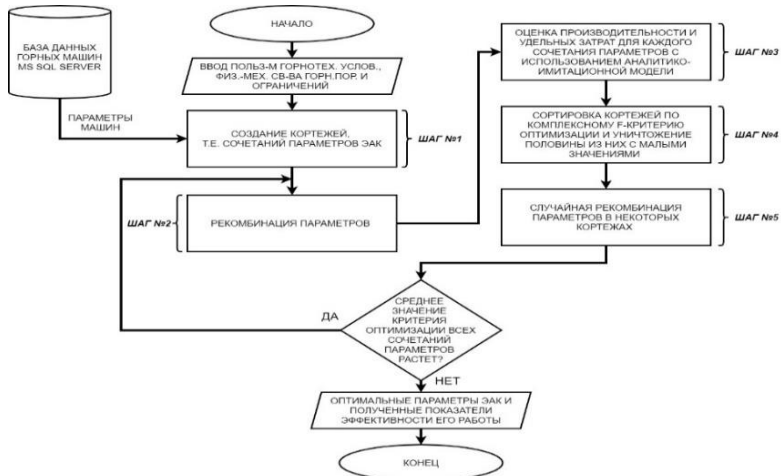 НАЧАЛО
БАЗА ДАННЫХ
ГОРНЫХ МАШИН
MS SQL SERVER
ВВОД ПОЛЬЗ-М ГОРНОТЕХ. УСЛОВ.,
ФИЗ.-МЕХ. СВ-ВА ГОРН.ПОР. И
ОГРАНИЧЕНИЙ
ПАРАМЕТРЫ
МАШИН
СОЗДАНИЕ КОРТЕЖЕЙ,
Т.Е. СОЧЕТАНИЙ ПАРАМЕТРОВ ЭАК
ШАГ №1
ШАГ №2
РЕКОМБИНАЦИЯ ПАРАМЕТРОВ
ОЦЕНКА ПРОИЗВОДИТЕЛЬНОСТИ И
УДЕЛЬНЫХ ЗАТРАТ ДЛЯ КАЖДОГО
СОЧЕТАНИЯ ПАРАМЕТРОВ С
ИСПОЛЬЗОВАНИЕМ АНАЛИТИКО-
ИМИТАЦИОННОЙ МОДЕЛИ
ШАГ №3
СОРТИРОВКА КОРТЕЖЕЙ ПО
КОМПЛЕКСНОМУ F-КРИТЕРИЮ
ОПТИМИЗАЦИИ И УНИЧТОЖЕНИЕ
ПОЛОВИНЫ ИЗ НИХ С МАЛЫМИ
ЗНАЧЕНИЯМИ
ШАГ №4
СЛУЧАЙНАЯ РЕКОМБИНАЦИЯ
ПАРАМЕТРОВ В НЕКОТОРЫХ
КОРТЕЖАХ
ШАГ №5
ДА
СРЕДНЕЕ
ЗНАЧЕНИЕ
КРИТЕРИЯ
ОПТИМИЗАЦИИ ВСЕХ
СОЧЕТАНИЙ
ПАРАМЕТРОВ
РАСТЕТ?
НЕТ
ОПТИМАЛЬНЫЕ ПАРАМЕТРЫ ЭАК И
ПОЛУЧЕННЫЕ ПОКАЗАТЕЛИ
ЭФФЕКТИВНОСТИ ЕГО РАБОТЫ
КОНЕЦ